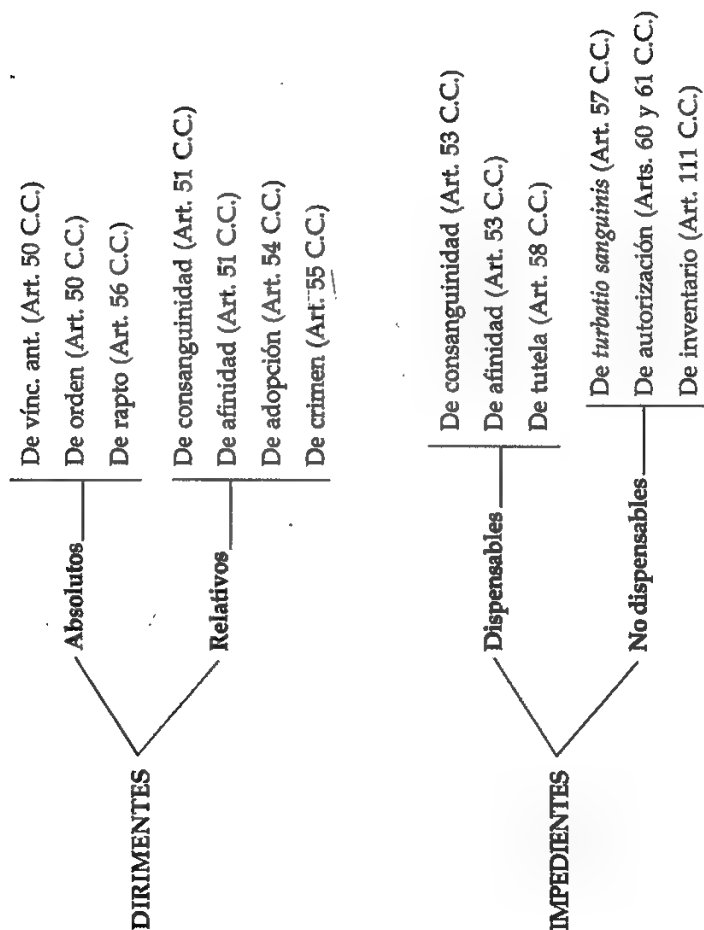 DIRIMENTES
Absolutos
De vínc. ant. (Art. 50 C.C.)
De orden (Art. 50 C.C.)
De rapto (Art. 56 C.C.)
Relativos
De consanguinidad (Art. 51 C.C.)
De afinidad (Art. 51 C.C.)
De adopción (Art. 54 C.C.)
De crimen (Art. 55 C.C.)
IMPEDIENTES
Dispensables
De consanguinidad (Art. 53 C.C.)
De afinidad (Art. 53 C.C.)
De tutela (Art. 58 C.C.)
No dispensables
De turbatio sanguinis (Art. 57 C.C.)
De autorización (Arts. 60 y 61 C.C.)
De inventario (Art. 111 C.C.)